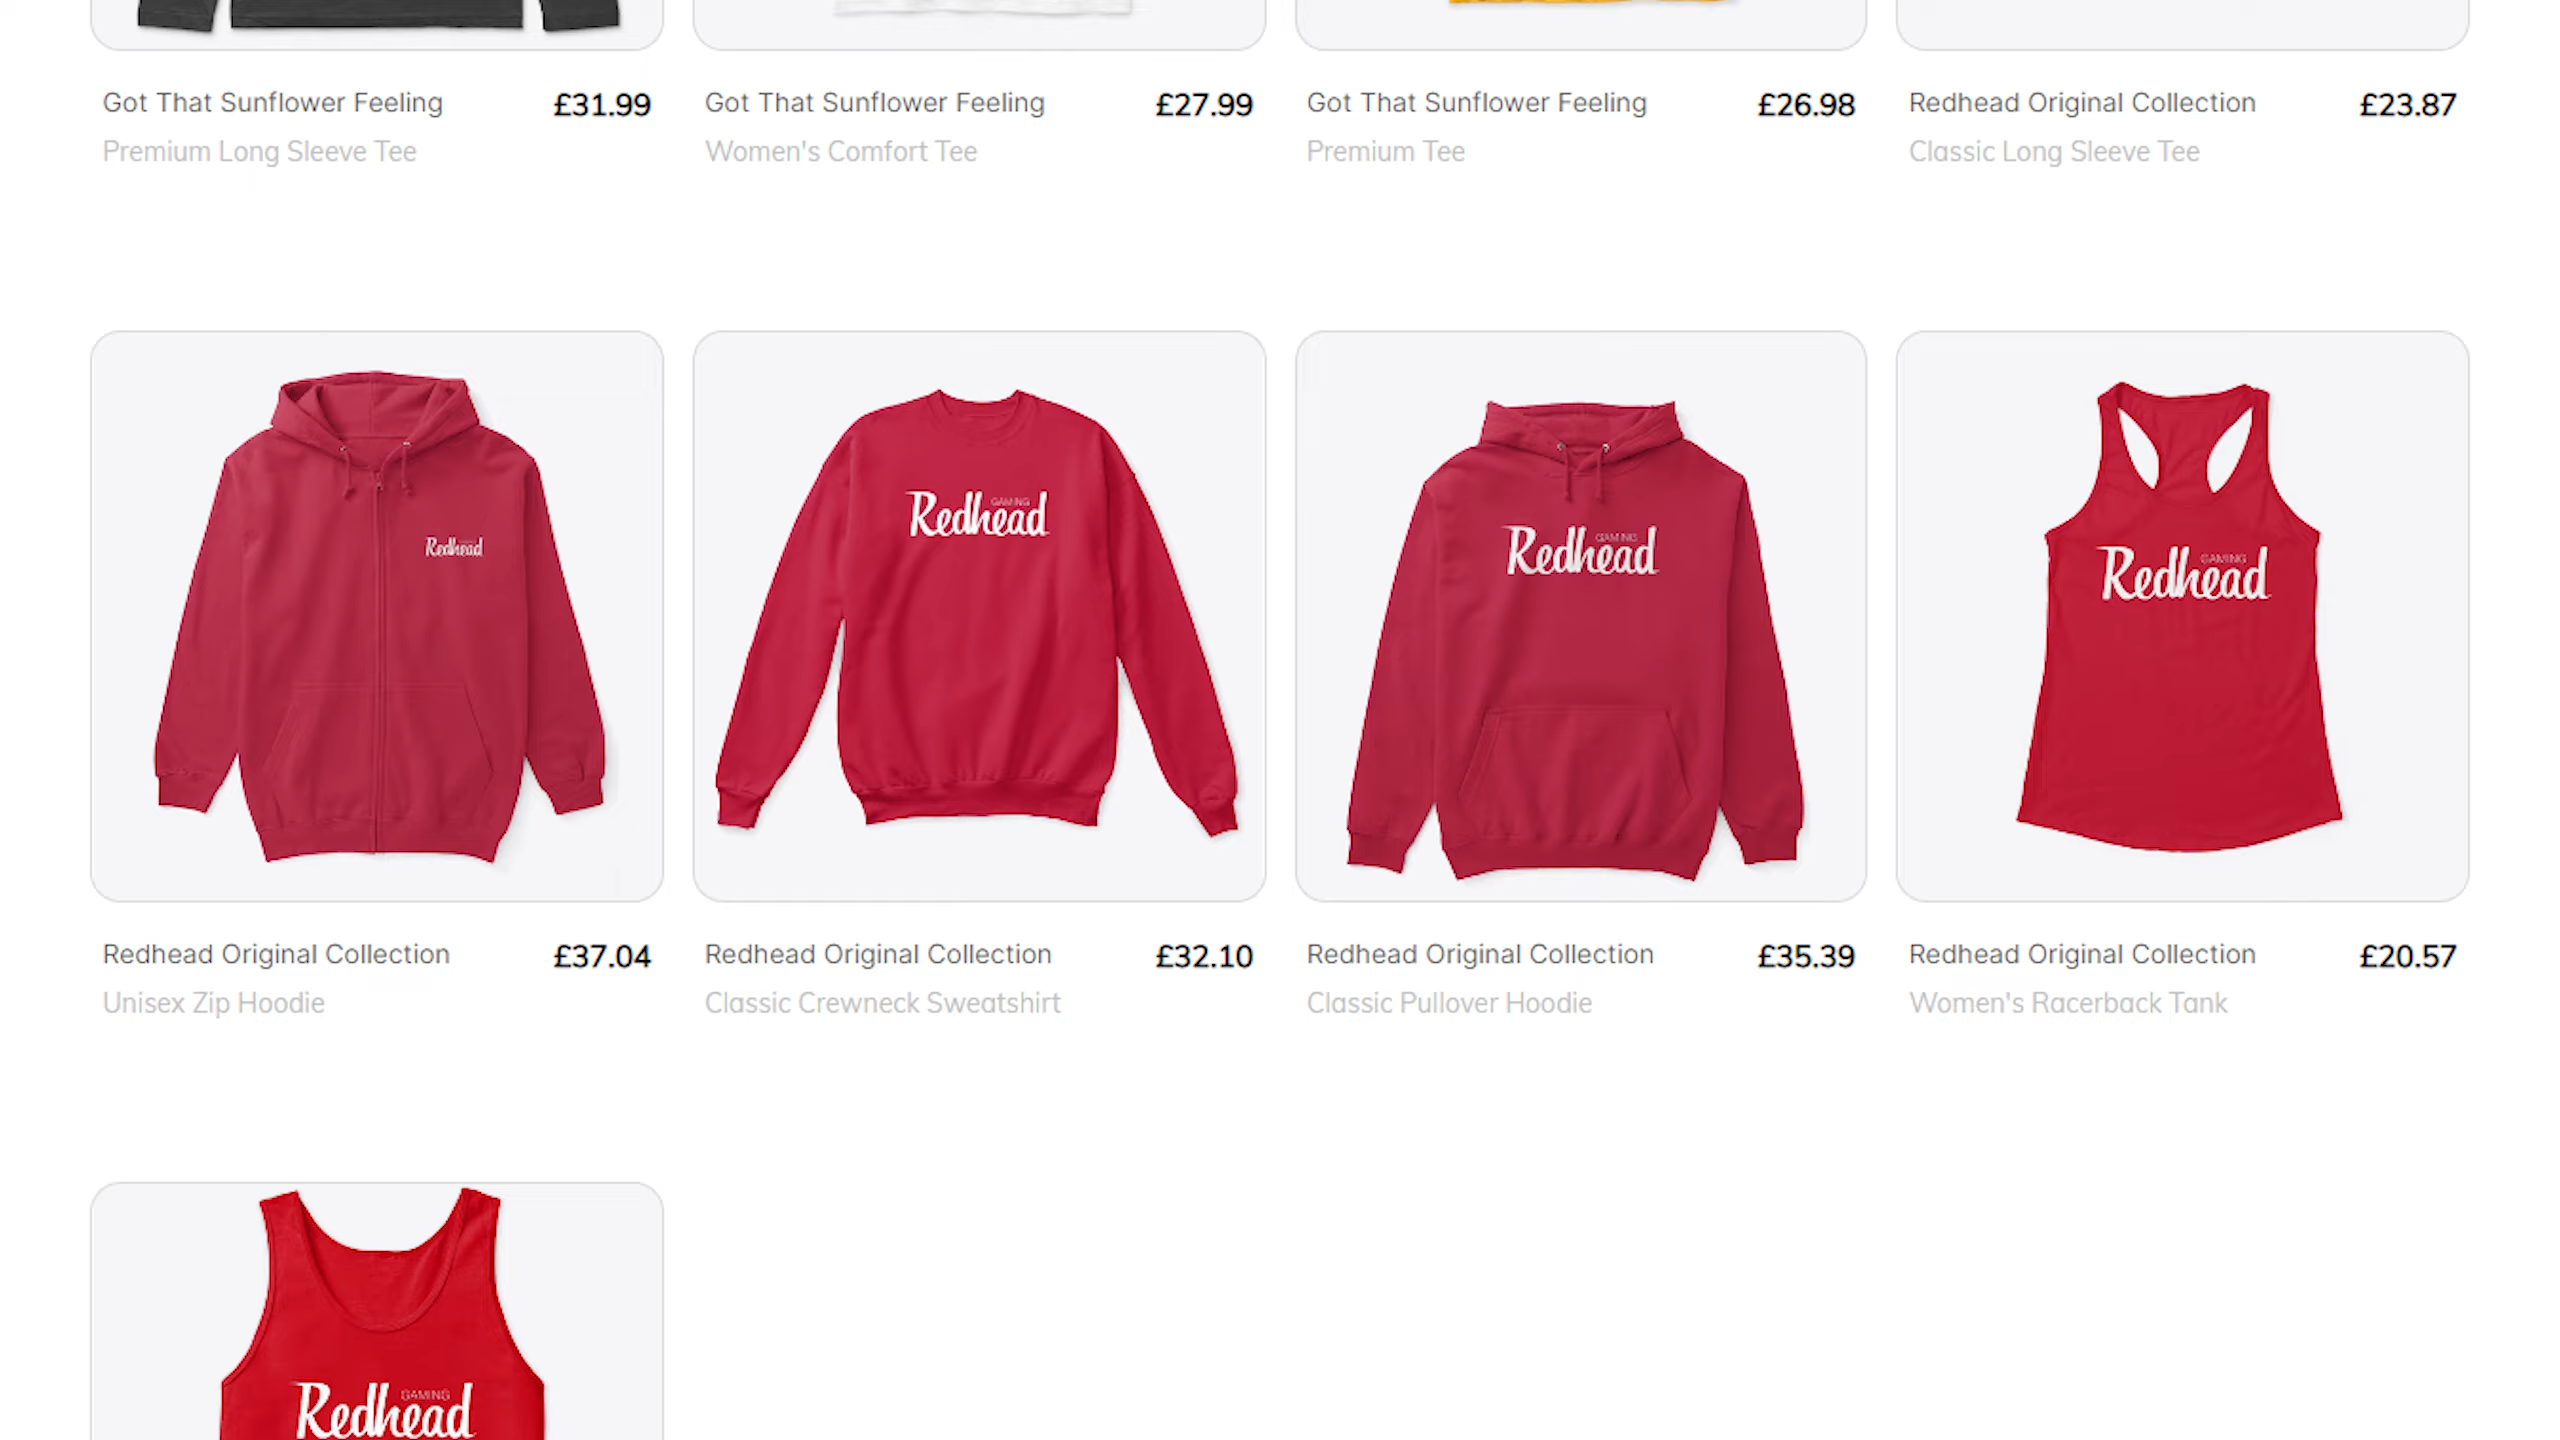 Got That Sunflower Feeling £31.99
Premium Long Sleeve Tee
Got That Sunflower Feeling £27.99
Women's Comfort Tee
Got That Sunflower Feeling £26.98
Premium Tee
Redhead Original Collection £23.87
Classic Long Sleeve Tee
Redhead
GAMING
Redhead
GAMING
Redhead
GAMING
Redhead
Redhead Original Collection £37.04
Unisex Zip Hoodie
Redhead Original Collection £32.10
Classic Crewneck Sweatshirt
Redhead Original Collection £35.39
Classic Pullover Hoodie
Redhead Original Collection £20.57
Women's Racerback Tank
GAMING
Redhead